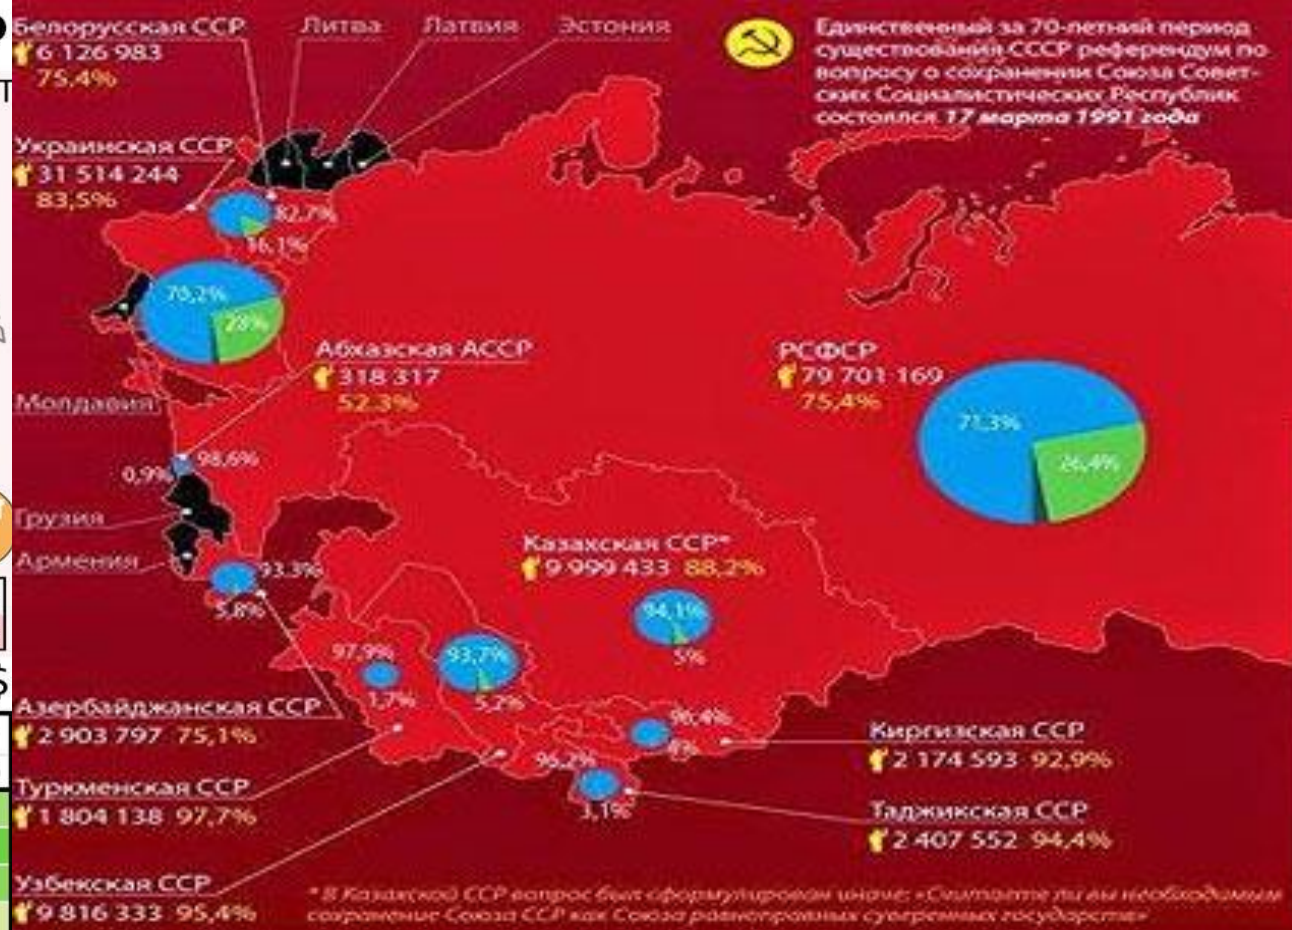 Белорусская ССР
6 126 983
75.4%
Литва
Латвия
Эстония
Единственный за 70-летний период
существования СССР референдум по
вопросу о сохранении Союза Совет-
ских Социалистических Республик
состоялся 17 марта 1991 года
Украинская ССР
31 514 244
83,5%
82.7%
16,1%
70,2%
28%
Абхазская АССР
318 317
52.3%
РСФСР
79 701 169
75,4%
71,3%
26,4%
Молдавия
98,6%
0,9%
Грузия
Армения
93.3%
5,8%
Казахская ССР*
9 999 433 88,2%
94,1%
5%
97,9%
1,7%
93,7%
5,2%
96,4%
4%
96,2%
3,1%
Азербайджанская ССР
2 903 797 75,1%
Туркменская ССР
1 804 138 97,7%
Узбекская ССР
9 816 333 95,4%
Киргизская ССР
2 174 593 92,9%
Таджикская ССР
2 407 552 94,4%
* В Казахской ССР вопрос был сформулирован иначе: «Считаете ли вы необходимым
сохранение Союза ССР как Союза равноправных суверенных государств»